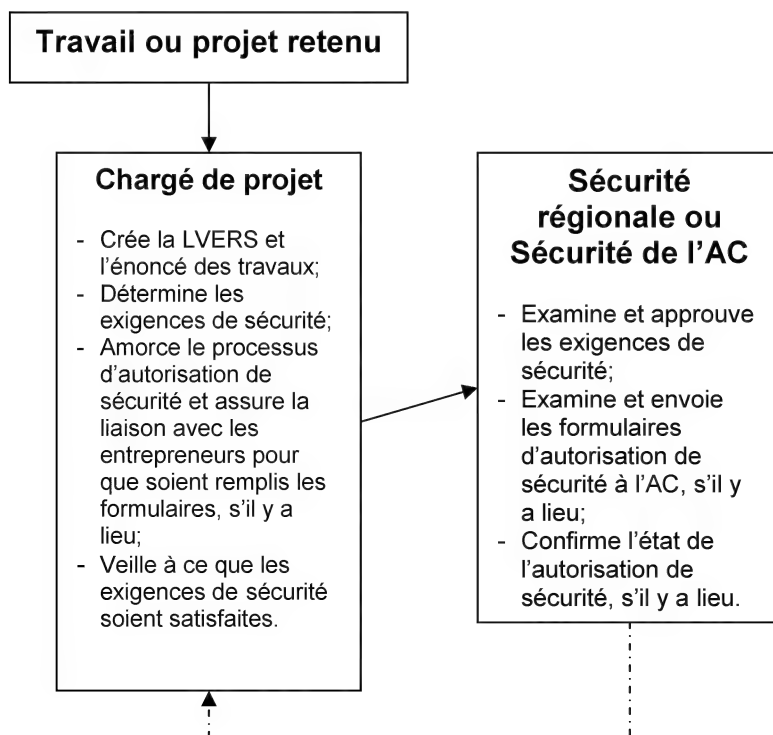 Travail ou projet retenu
Chargé de projet
- Crée la LVERS et
l'énoncé des travaux;
- Détermine les
exigences de sécurité;
- Amorce le processus
d'autorisation de
sécurité et assure la
liaison avec les
entrepreneurs pour
que soient remplis les
formulaires, s'il y a
lieu;
- Veille à ce que les
exigences de sécurité
soient satisfaites.
Sécurité
régionale ou
Sécurité de l'AC
- Examine et approuve
les exigences de
sécurité;
- Examine et envoie
les formulaires
d'autorisation de
sécurité à l'AC, s'il y
a lieu;
- Confirme l'état de
l'autorisation de
sécurité, s'il y a lieu.